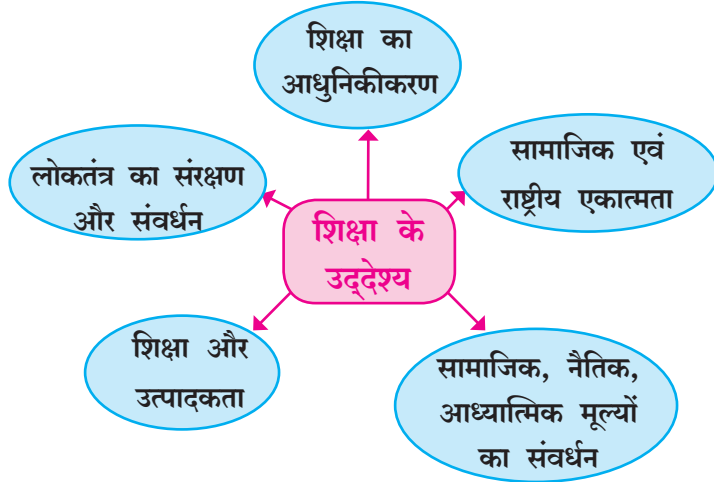 शिक्षा का
आधुनिकीकरण
लोकतंत्र का संरक्षण
और संवर्धन
सामाजिक एवं
राष्ट्रीय एकात्मता
शिक्षा के
उद्‌देश्य
शिक्षा और
उत्पादकता
सामाजिक, नैतिक,
आध्यात्मिक मूल्यों
का संवर्धन